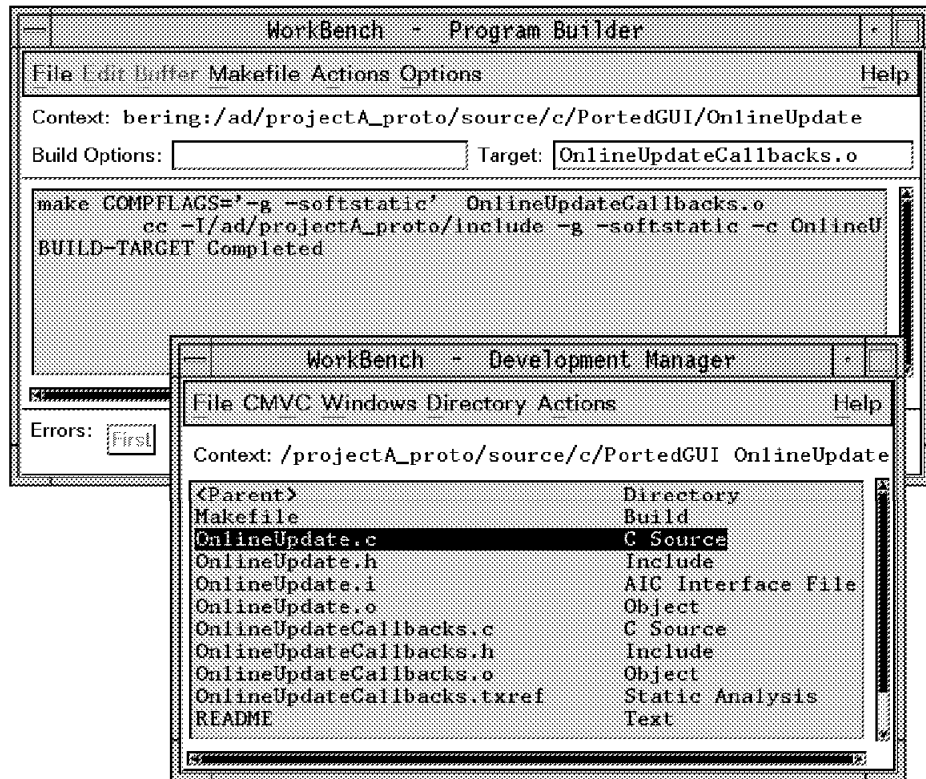 WorkBench - Program Builder
File Edit Buffer Makefile Actions Options Help
Context: bering:/ad/projectA_proto/source/c/PortedGUI/OnlineUpdate
Build Options: Target: OnlineUpdateCallbacks.o
make COMPFLAGS='-g -softstatic' OnlineUpdateCallbacks.o
cc -I/ad/projectA_proto/include -g -softstatic -c OnlineU
BUILD-TARGET Completed
Errors: First
WorkBench - Development Manager
File CMVC Windows Directory Actions Help
Context: /projectA_proto/source/c/PortedGUI OnlineUpdate
<Parent> Directory
Makefile Build
OnlineUpdate.c C Source
OnlineUpdate.h Include
OnlineUpdate.i AIC Interface File
OnlineUpdate.o Object
OnlineUpdateCallbacks.c C Source
OnlineUpdateCallbacks.h Include
OnlineUpdateCallbacks.o Object
OnlineUpdateCallbacks.txref Static Analysis
README Text